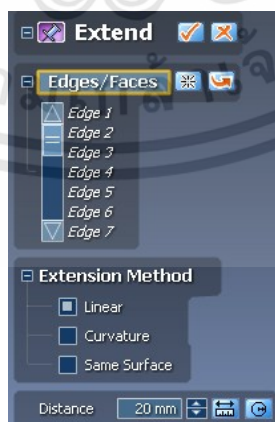 Extend
Edges/Faces
Edge 1
Edge 2
Edge 3
Edge 4
Edge 5
Edge 6
Edge 7
Extension Method
Linear
Curvature
Same Surface
Distance 20 mm